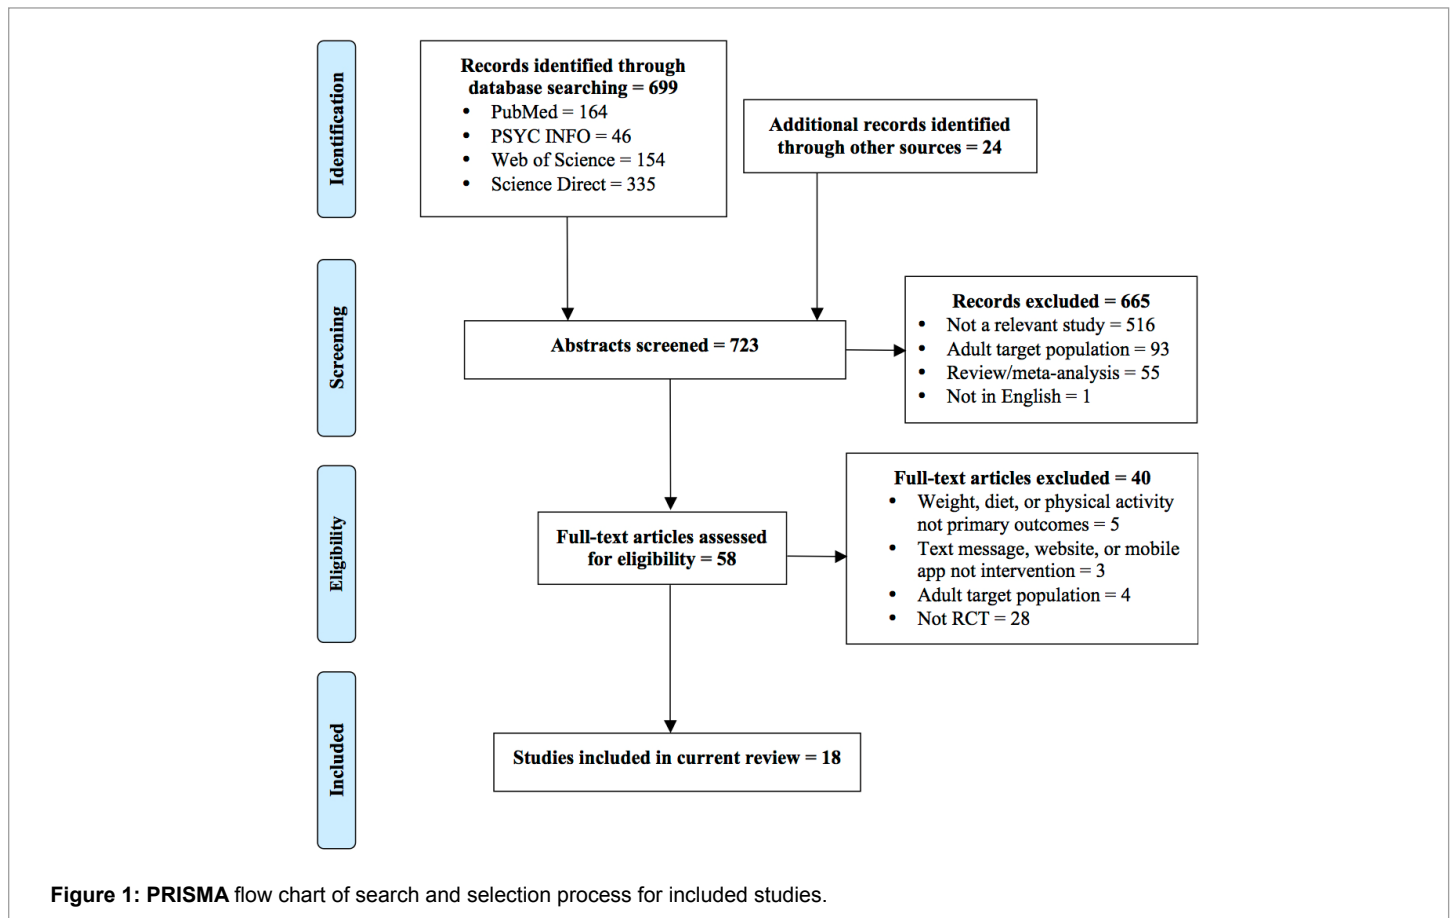 Identification
Records identified through
database searching = 699
• PubMed = 164
• PSYC INFO = 46
• Web of Science = 154
• Science Direct = 335
Additional records identified
through other sources = 24
Screening
Abstracts screened = 723
Records excluded = 665
• Not a relevant study = 516
• Adult target population = 93
• Review/meta-analysis = 55
• Not in English = 1
Eligibility
Full-text articles assessed
for eligibility = 58
Full-text articles excluded = 40
• Weight, diet, or physical activity
not primary outcomes = 5
• Text message, website, or mobile
app not intervention = 3
• Adult target population = 4
• Not RCT = 28
Included
Studies included in current review = 18
Figure 1: PRISMA flow chart of search and selection process for included studies.